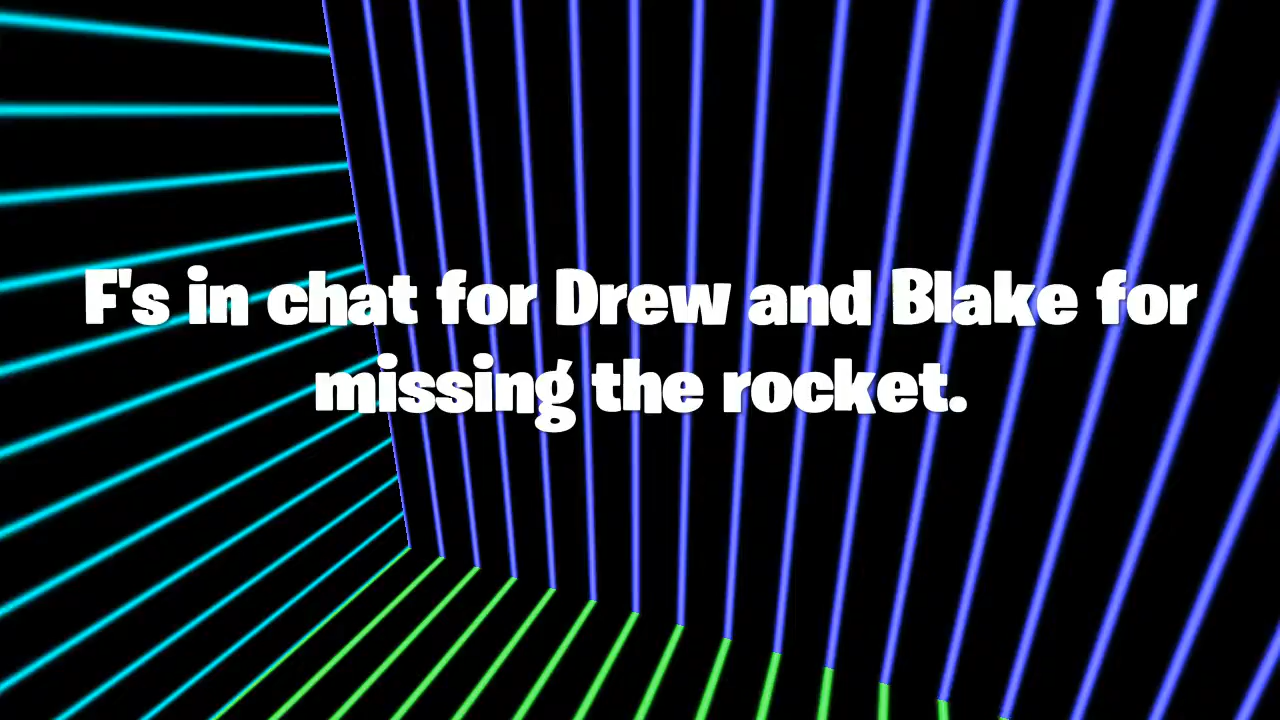 F's in chat for Drew and Blake for
missing the rocket.